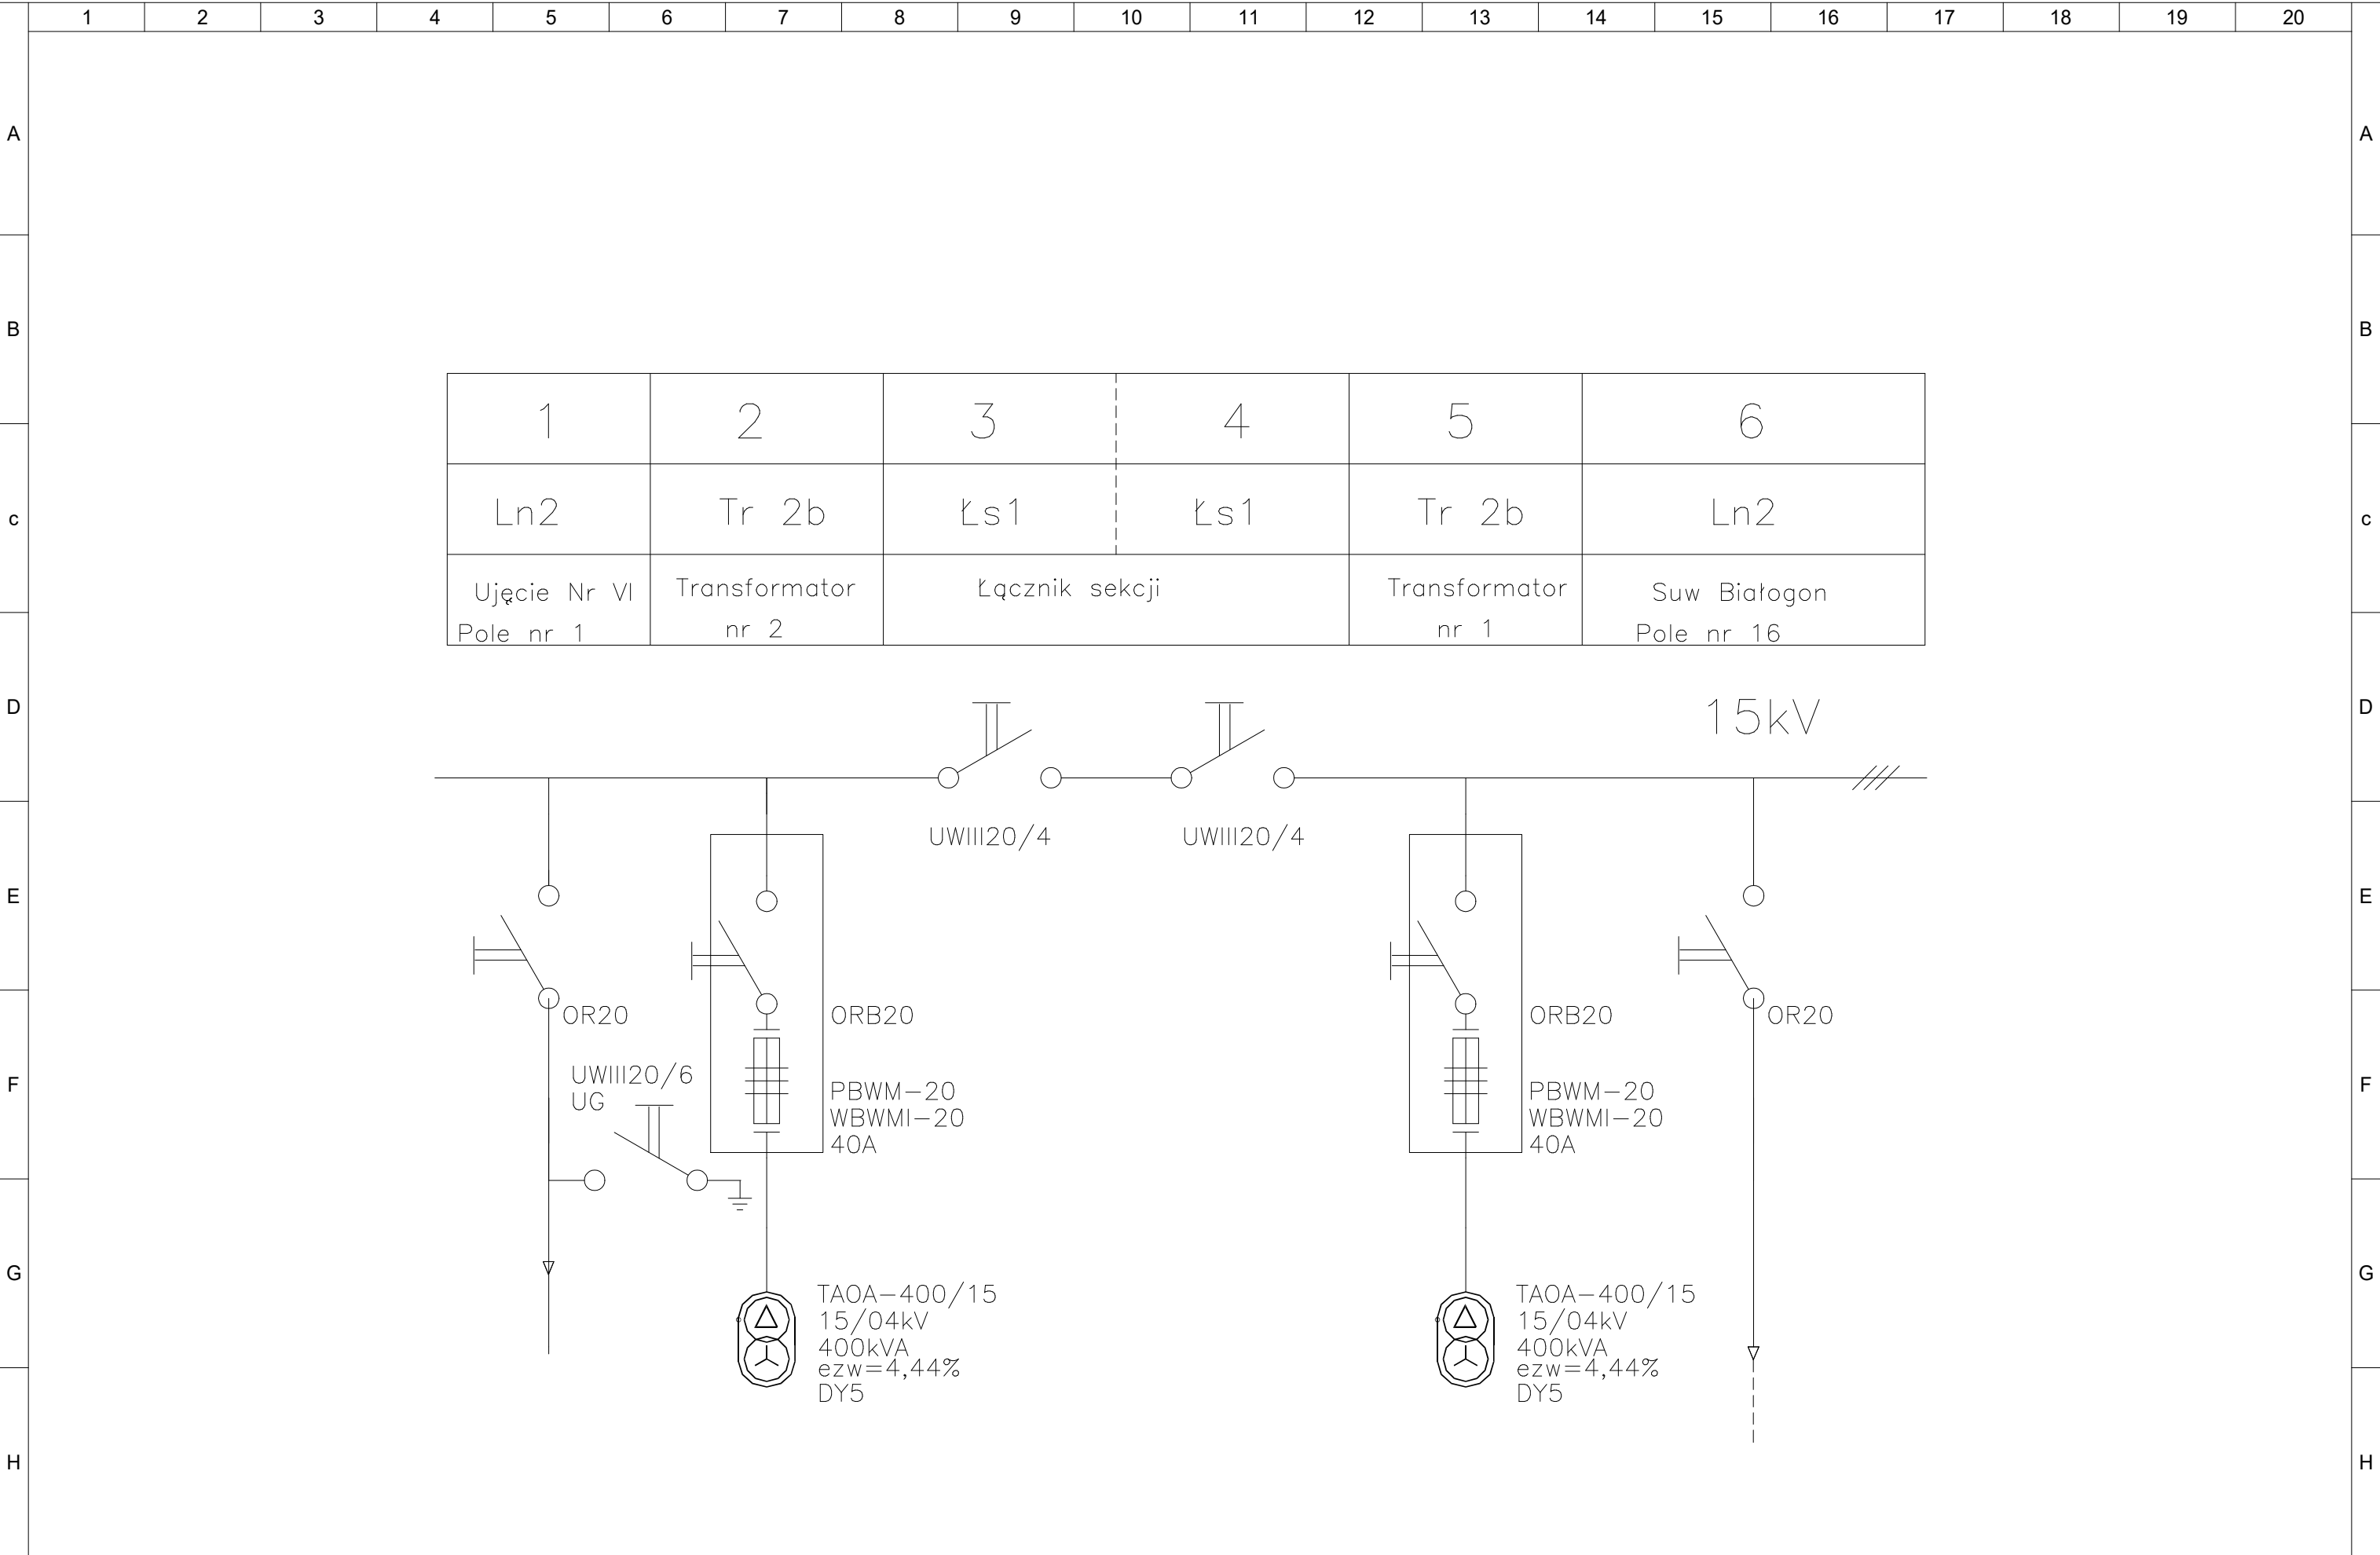 1 2 3 4 5 6 7 8 9 10 11 12 13 14 15 16 17 18 19 20
A A
B B
1 2 3 4 5 6
c c
Ln2 Tr 2b Łs1 Łs1 Tr 2b Ln2
Ujęcie Nr VI Transformator Łącznik sekcji Transformator Suw Białogon
Pole nr 1 nr 2 nr 1 Pole nr 16
D 15kV D
UWIII20/4 UWIII20/4
E E
OR20 ORB20 ORB20 OR20
UWIII20/6
UG
F F
PBWM-20 PBWM-20
WBWMI-20 WBWMI-20
40A 40A
G G
TAOA-400/15 TAOA-400/15
15/04kV 15/04kV
400kVA 400kVA
ezw=4,44% ezw=4,44%
DY5 DY5
H H